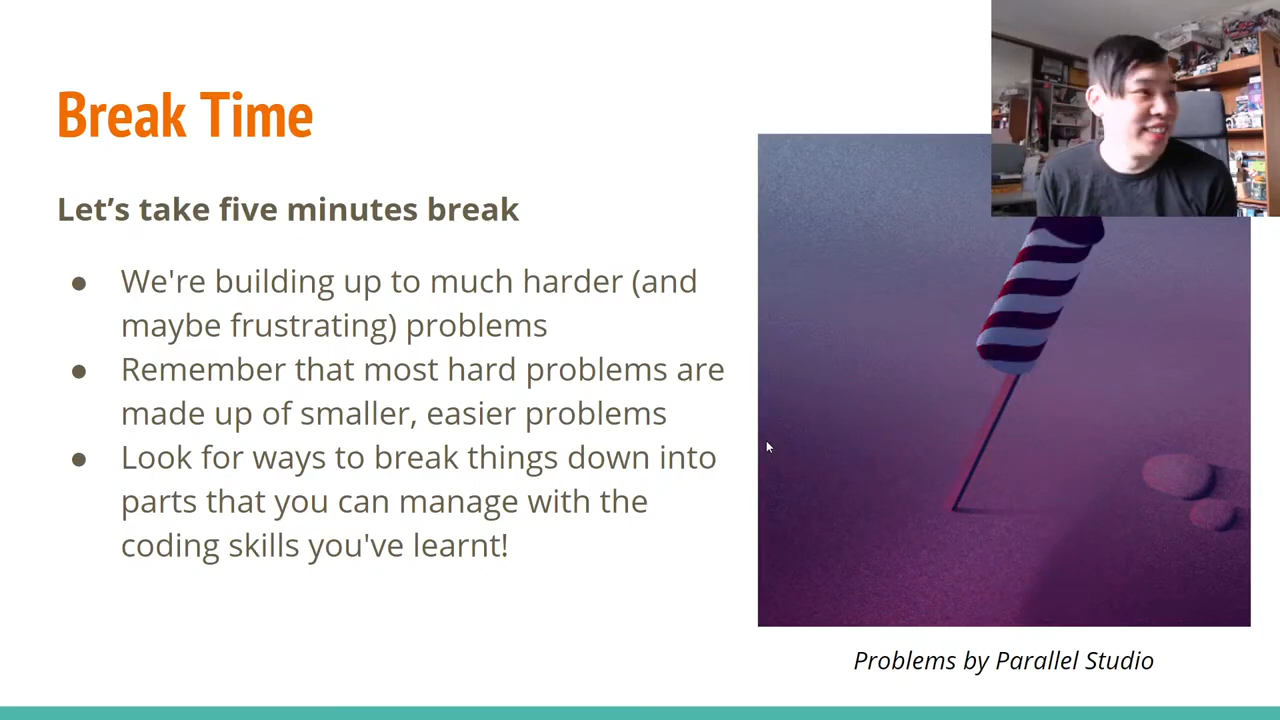 Break Time
Let’s take five minutes break
● We're building up to much harder (and
maybe frustrating) problems
● Remember that most hard problems are
made up of smaller, easier problems
● Look for ways to break things down into
parts that you can manage with the
coding skills you've learnt!
Problems by Parallel Studio